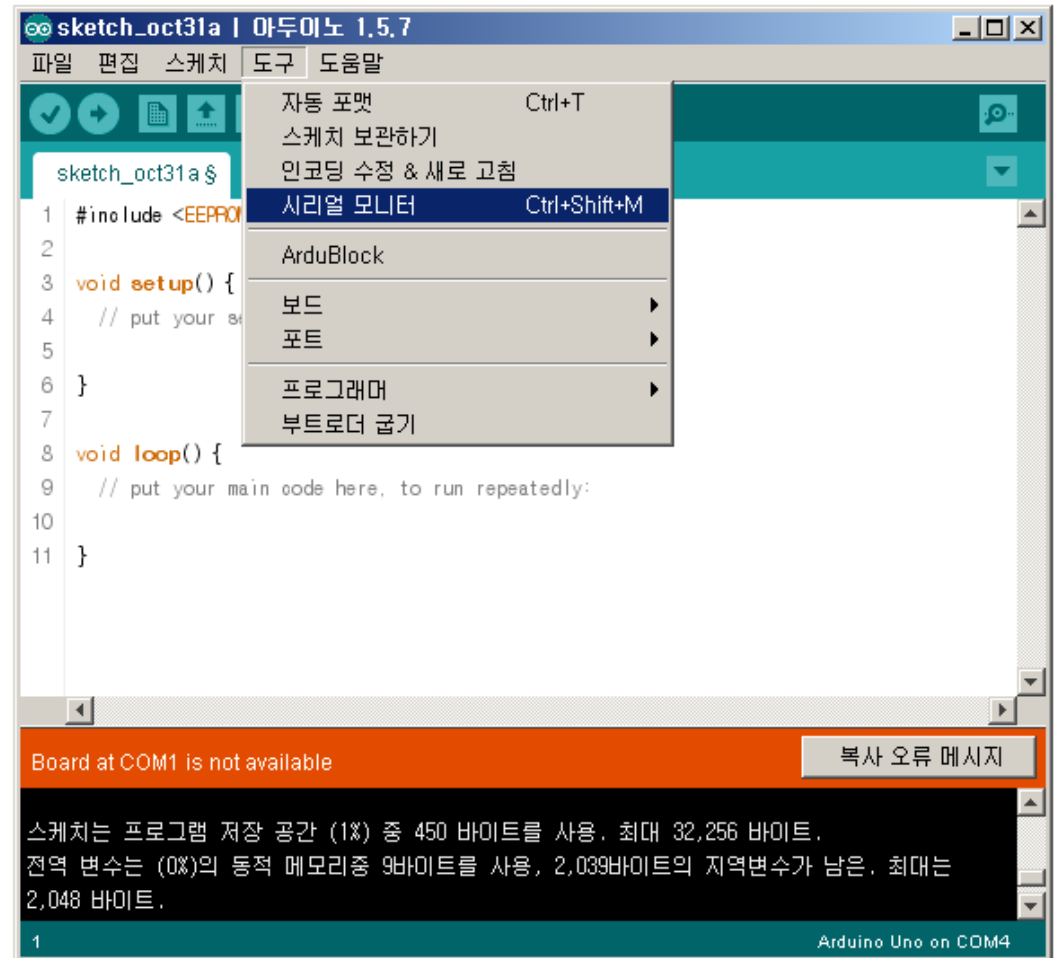 sketch_oct31a | 아두이노 1.5.7
파일 편집 스케치 도구 도움말
자동 포맷 Ctrl+T
스케치 보관하기
인코딩 수정 & 새로 고침
시리얼 모니터 Ctrl+Shift+M
ArduBlock
보드
포트
프로그래머
부트로더 굽기
sketch_oct31a §
1 #include <EEPROM
2
3 void setup() {
4 // put your se
5
6 }
7
8 void loop() {
9 // put your main code here, to run repeatedly:
10
11 }
Board at COM1 is not available
복사 오류 메시지
스케치는 프로그램 저장 공간 (1%) 중 450 바이트를 사용. 최대 32,256 바이트.
전역 변수는 (0%)의 동적 메모리중 9바이트를 사용, 2,039바이트의 지역변수가 남은. 최대는
2,048 바이트.
1
Arduino Uno on COM4